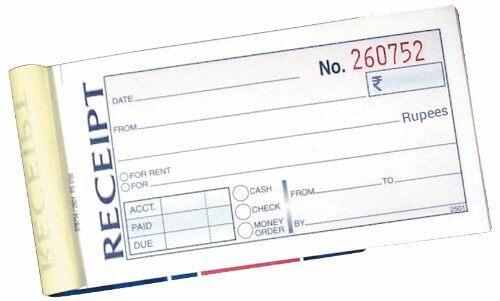 RECEIPT
RECEIPT
No. 260752
DATE
₹
FROM
Rupees
FOR RENT
FOR
ACCT.
PAID
DUE
CASH
CHECK
MONEY ORDER
FROM TO
BY
2501